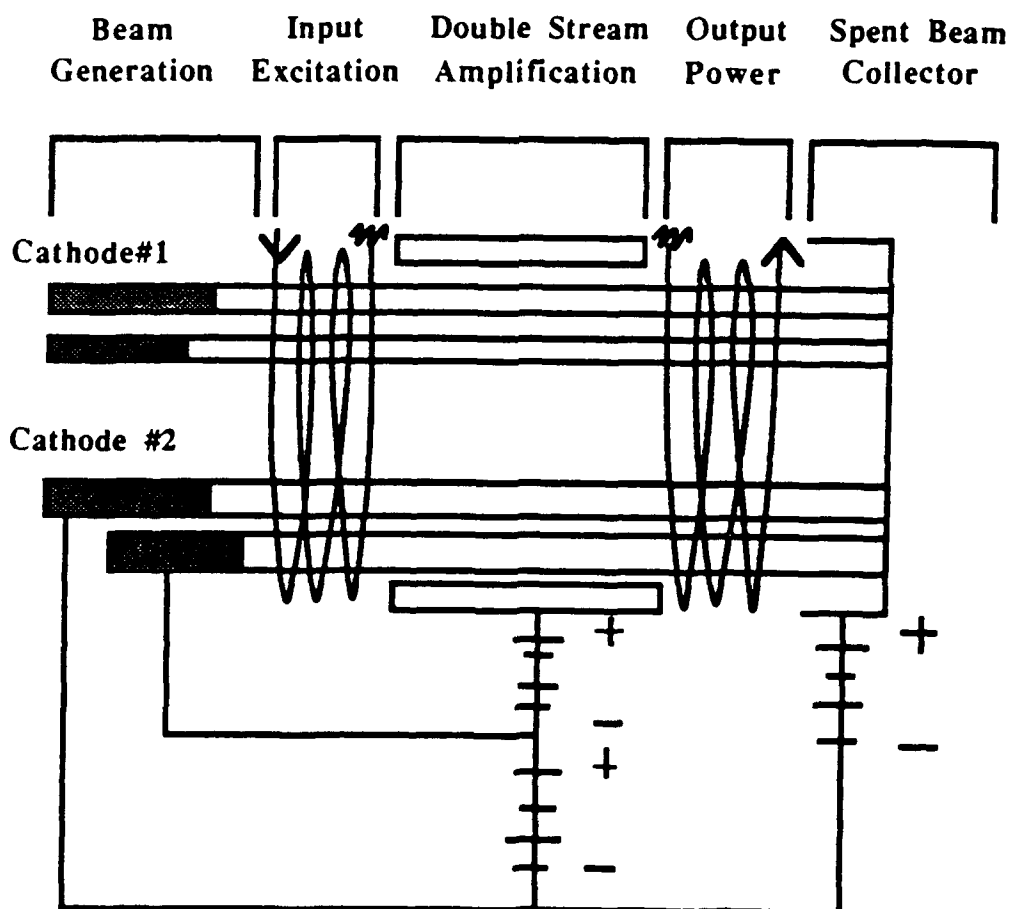 Beam Input Double Stream Output Spent Beam
Generation Excitation Amplification Power Collector
Cathode#1
Cathode #2
+
+
−
+
−
−